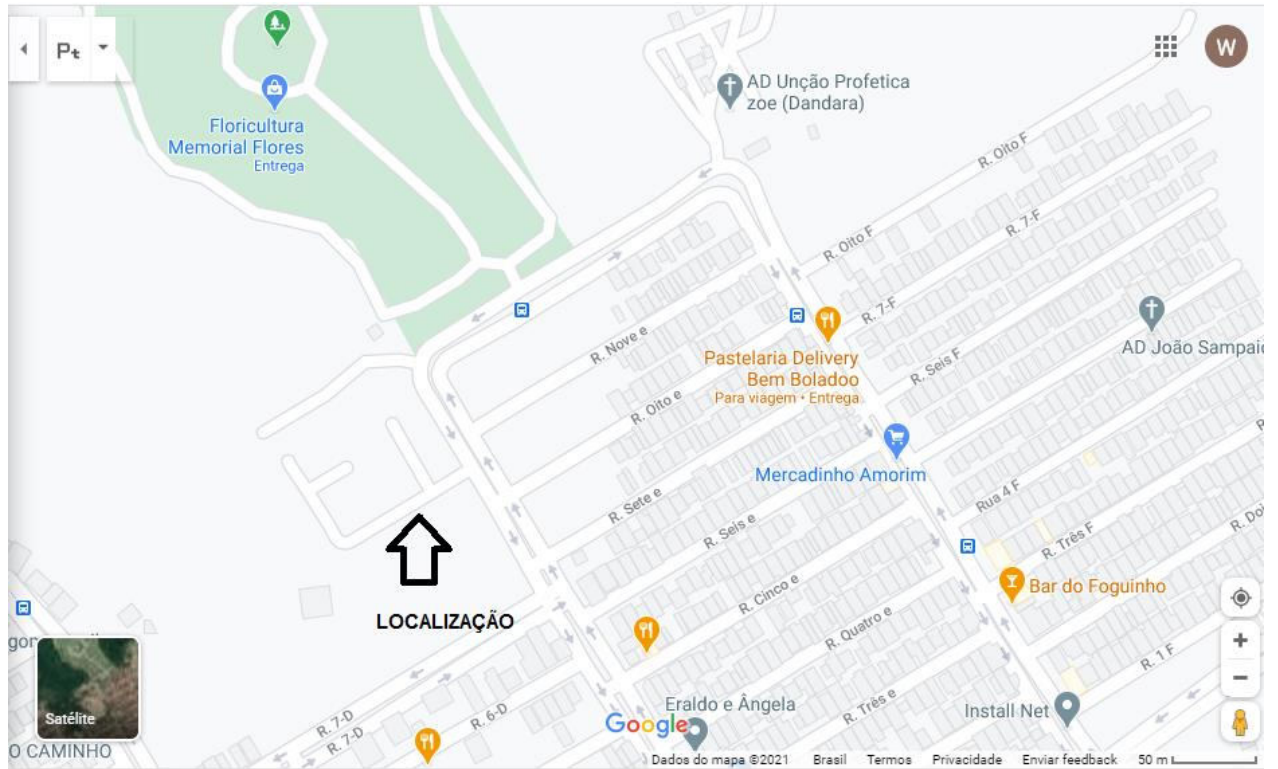 Pt
W
AD Unção Profetica
zoe (Dandara)
Floricultura
Memorial Flores
Entrega
R. Oito F
R. 7-F
R. Oito F
R. 7-F
R. Nove e
AD João Sampaio
Pastelaria Delivery
Bem Boladoo
Para viagem • Entrega
R. Seis F
R. Oito e
Mercadinho Amorim
R. Sete e
Rua 4 F
R. Seis e
R. Três F
LOCALIZAÇÃO
R. Cinco e
Bar do Foguinho
R. Quatro e
R. 1 F
Satélite
R. 7-D
R. 7-D
R. 6-D
Eraldo e Ângela
R. Três e
Install Net
Google
O CAMINHO
Dados do mapa ©2021 Brasil Termos Privacidade Enviar feedback 50 m